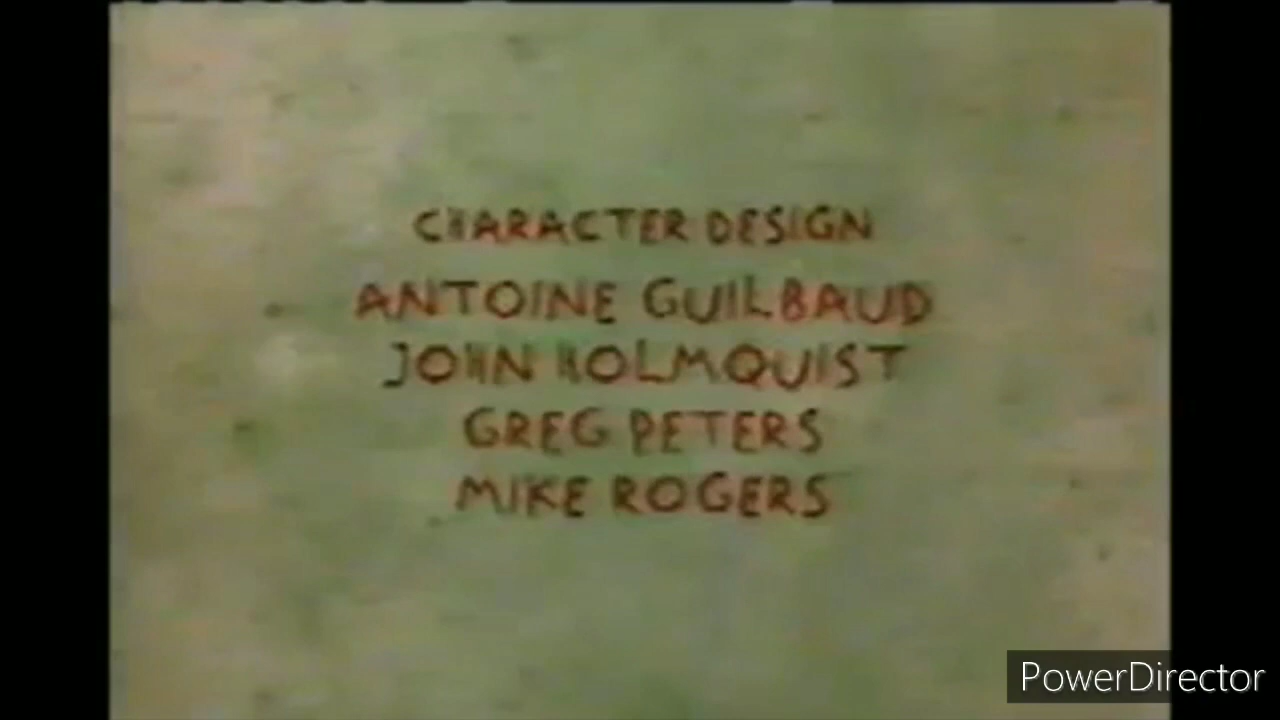 CHARACTER DESIGN
ANTOINE GUILBAUD
JOHN HOLMQUIST
GREG PETERS
MIKE ROGERS
PowerDirector